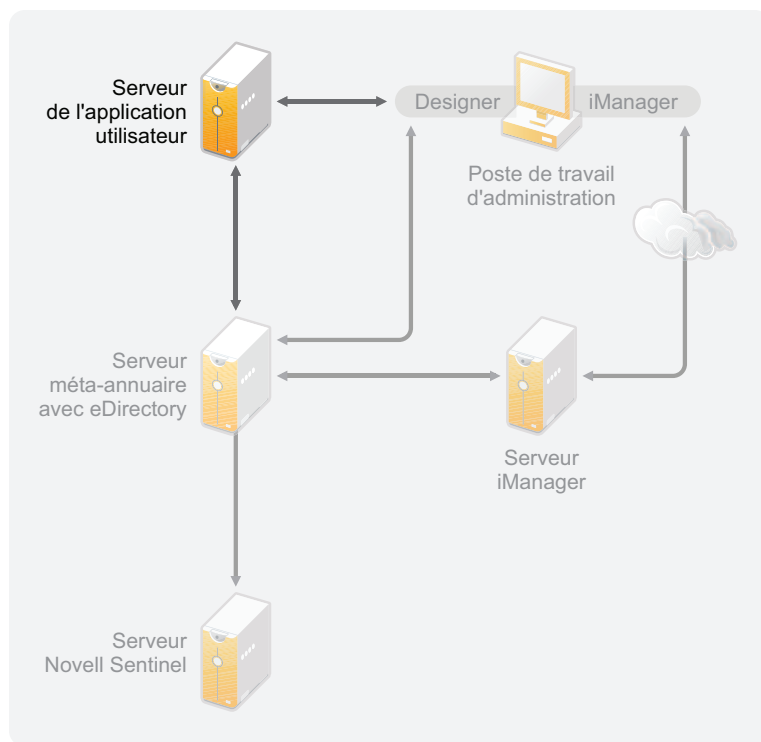 Serveur
de l'application
utilisateur
Designer
iManager
Poste de travail
d'administration
Serveur
méta-annuaire
avec eDirectory
Serveur
iManager
Serveur
Novell Sentinel